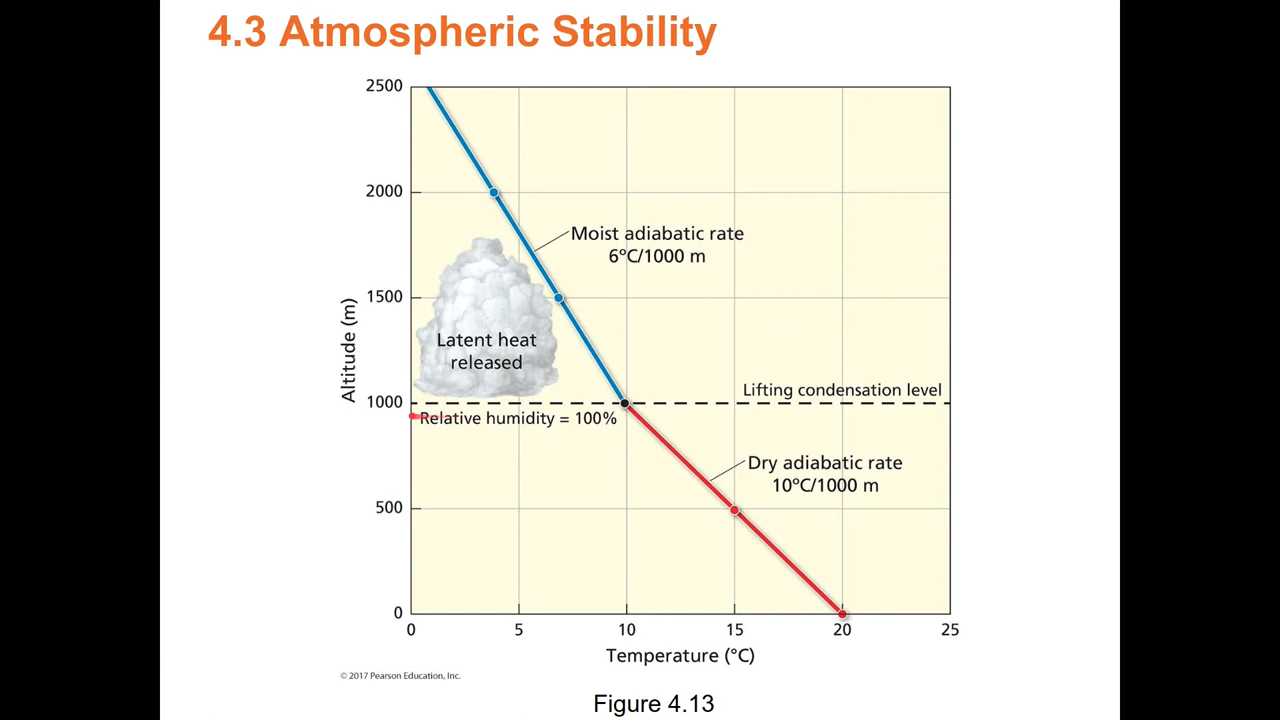 4.3 Atmospheric Stability
2500
2000
Moist adiabatic rate
6°C/1000 m
1500
Altitude (m)
Latent heat
released
Lifting condensation level
1000
Relative humidity = 100%
Dry adiabatic rate
10°C/1000 m
500
0
0 5 10 15 20 25
Temperature (°C)
© 2017 Pearson Education, Inc.
Figure 4.13